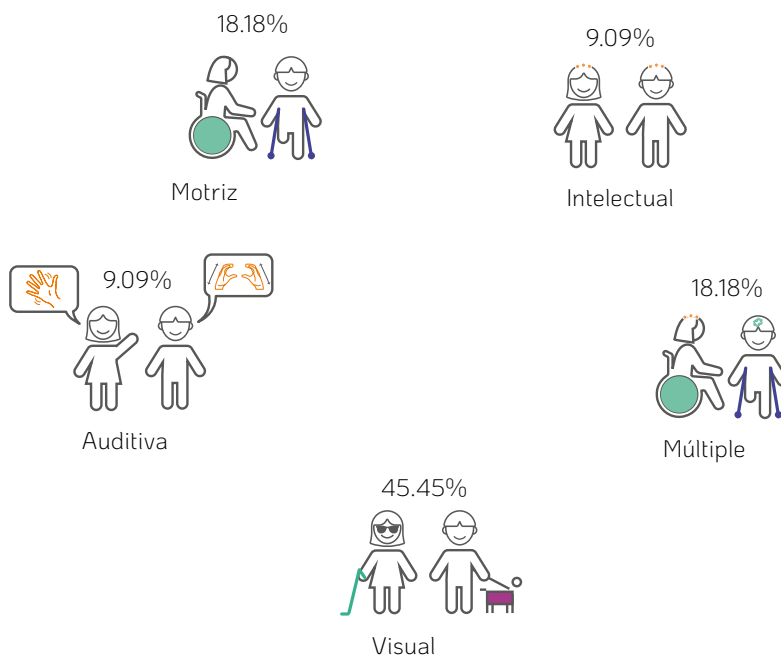 18.18%
Motriz
9.09%
Intelectual
9.09%
Auditiva
18.18%
Múltiple
45.45%
Visual